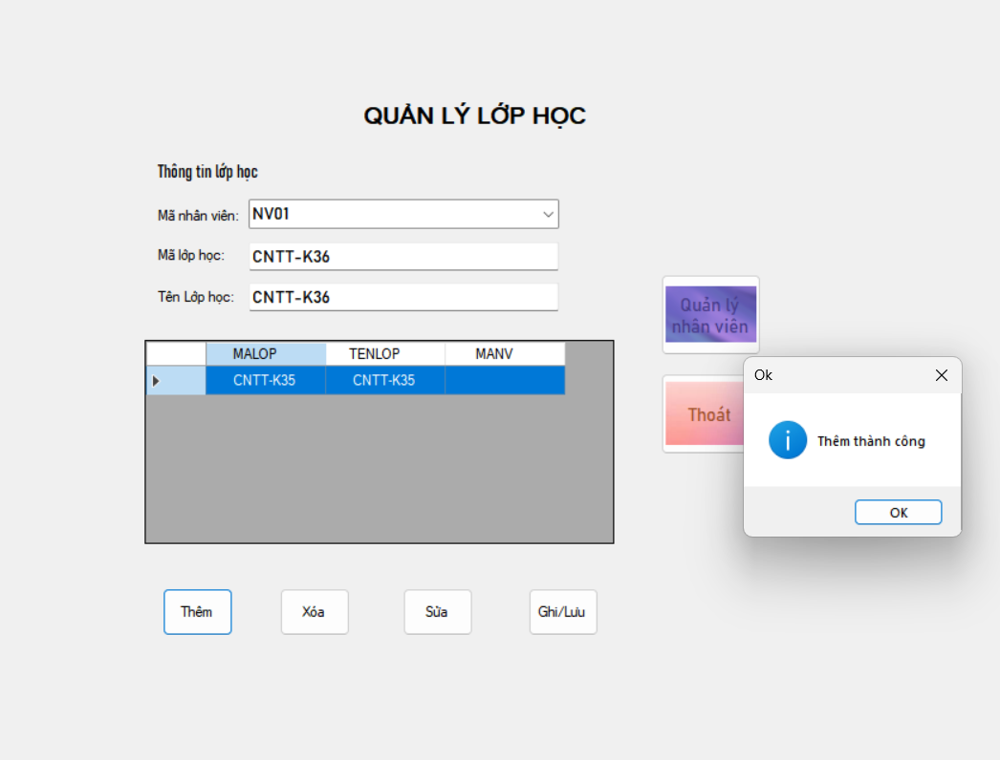 QUẢN LÝ LỚP HỌC
Thông tin lớp học
Mã nhân viên: NV01
Mã lớp học: CNTT-K36
Tên Lớp học: CNTT-K36
MALOP TENLOP MANV
CNTT-K35 CNTT-K35
Quản lý
nhân viên
Thoát
Ok
Thêm thành công
OK
Thêm Xóa Sửa Ghi/Lưu